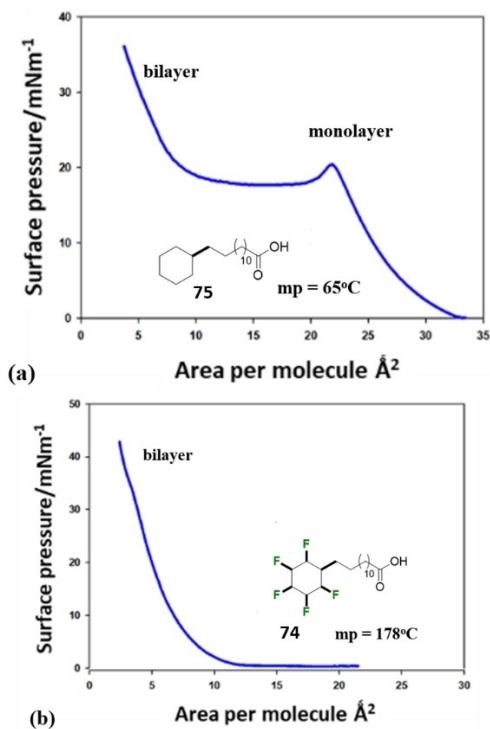 40
bilayer
30
monolayer
20
10
OH
( )10
O
75
mp = 65°C
0
0 5 10 15 20 25 30 35
Surface pressure/mNm-1
Area per molecule Å2
(a)
50
bilayer
40
30
20
F F
F F
F
OH
( )10
O
74
mp = 178°C
10
0
0 5 10 15 20 25 30
Surface pressure/mNm-1
Area per molecule Å2
(b)